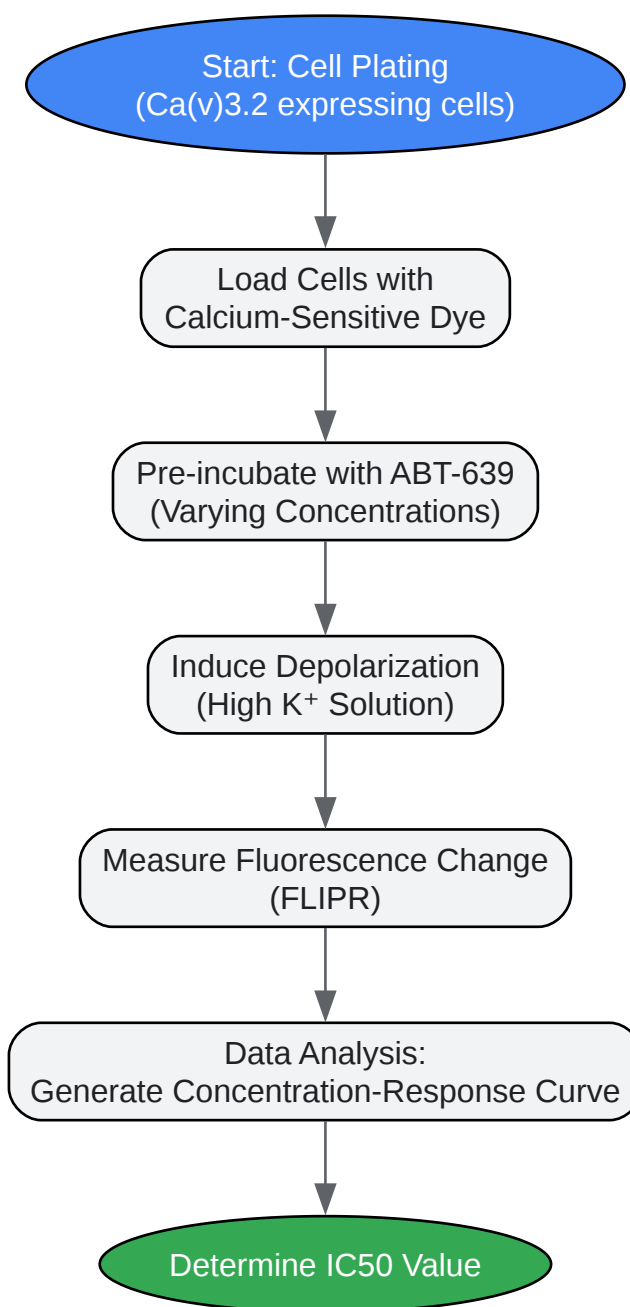 Start: Cell Plating
(Ca(v)3.2 expressing cells)
Load Cells with
Calcium-Sensitive Dye
Pre-incubate with ABT-639
(Varying Concentrations)
Induce Depolarization
(High K⁺ Solution)
Measure Fluorescence Change
(FLIPR)
Data Analysis:
Generate Concentration-Response Curve
Determine IC50 Value